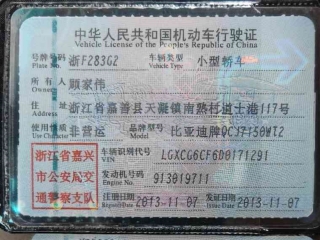 中华人民共和国机动车行驶证
Vehicle License of the People's Republic of China
号牌号码 浙F283G2 车辆类型 小型轿车
Plate No. Vehicle Type
所有人 顾家伟
Owner
住址 浙江省嘉善县天凝镇南熟村道士港117号
Address
使用性质 非营运 品牌型号 比亚迪牌QCJ7150WT2
Use Character
浙江省嘉兴
市公安局交
通警察支队
车辆识别代号 LGXCG6CF6D0171291
VIN
发动机号码 913019711
Engine No.
注册日期 2013-11-07 发证日期 2013-11-07
Register Date Issue Date